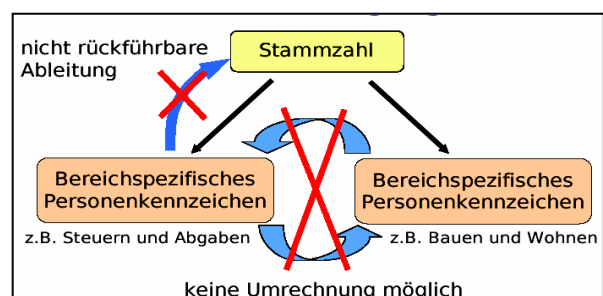 nicht rückführbare
Ableitung
Stammzahl
Bereichspezifisches
Personenkennzeichen
z.B. Steuern und Abgaben
Bereichspezifisches
Personenkennzeichen
z.B. Bauen und Wohnen
keine Umrechnung möglich